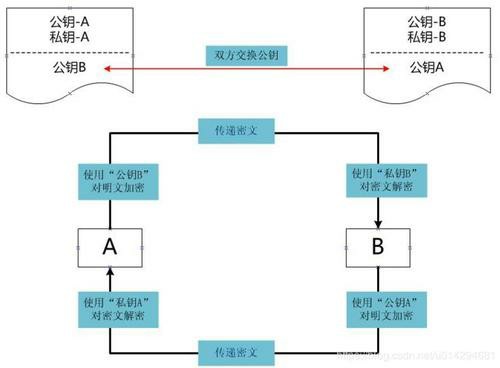 公钥-A
私钥-A
公钥B
双方交换公钥
公钥-B
私钥-B
公钥A
传递密文
使用“公钥B”
对明文加密
使用“私钥B”
对密文解密
A
B
使用“私钥A”
对密文解密
使用“公钥A”
对明文加密
传递密文
https://blog.csdn.net/u014294681